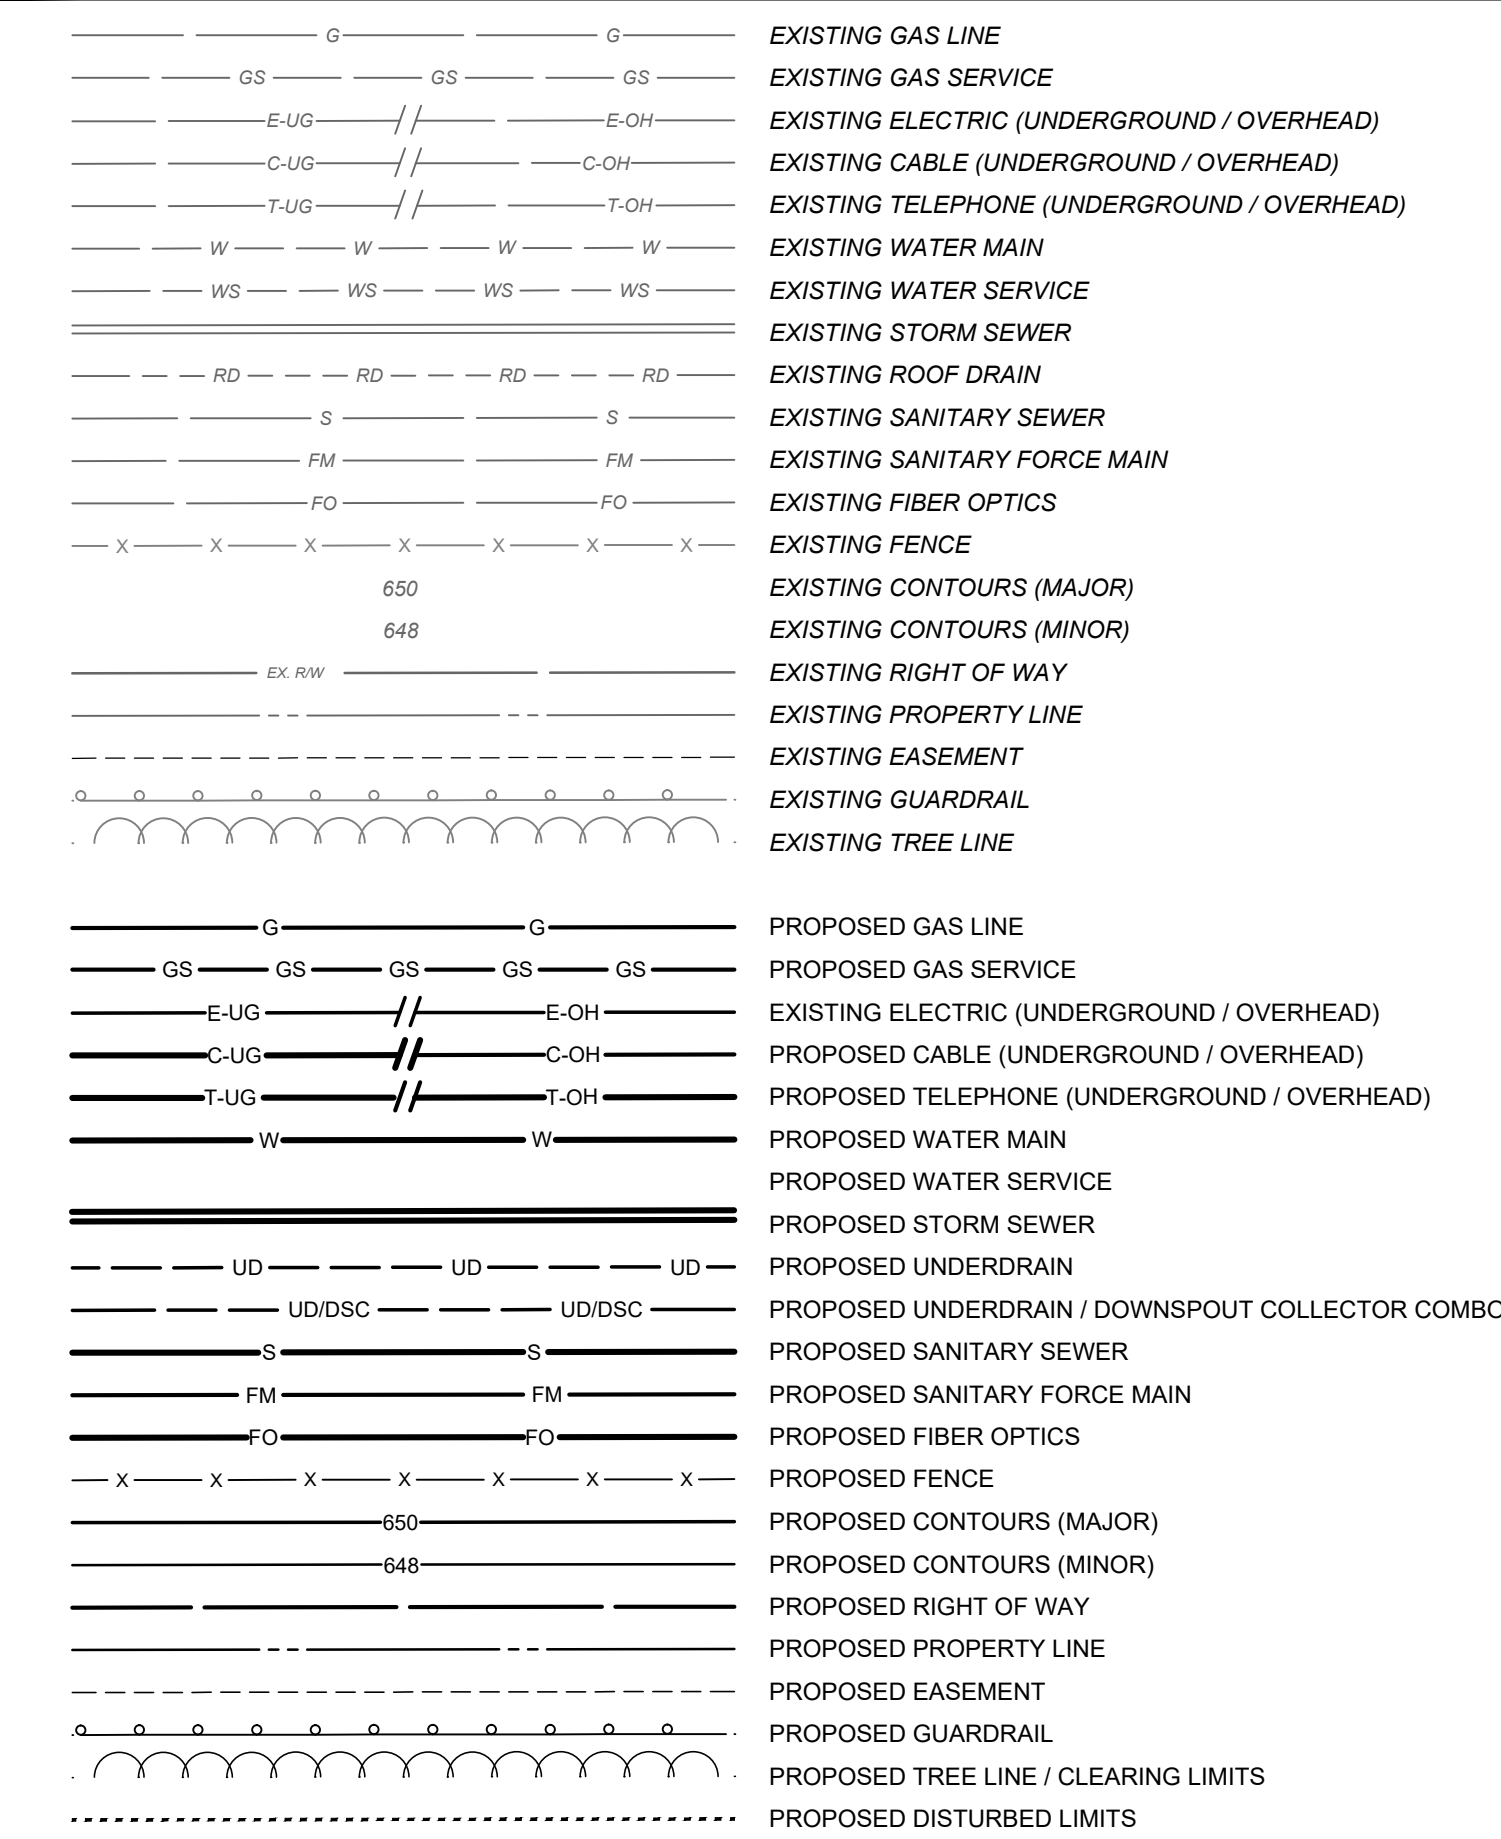 G G EXISTING GAS LINE
GS GS GS EXISTING GAS SERVICE
E-UG E-OH EXISTING ELECTRIC (UNDERGROUND / OVERHEAD)
C-UG C-OH EXISTING CABLE (UNDERGROUND / OVERHEAD)
T-UG T-OH EXISTING TELEPHONE (UNDERGROUND / OVERHEAD)
W W W W EXISTING WATER MAIN
WS WS WS WS EXISTING WATER SERVICE
EXISTING STORM SEWER
RD RD RD RD EXISTING ROOF DRAIN
S S EXISTING SANITARY SEWER
FM FM EXISTING SANITARY FORCE MAIN
FO FO EXISTING FIBER OPTICS
X X X X X X X EXISTING FENCE
650 EXISTING CONTOURS (MAJOR)
648 EXISTING CONTOURS (MINOR)
EX. R/W EXISTING RIGHT OF WAY
EXISTING PROPERTY LINE
EXISTING EASEMENT
EXISTING GUARDRAIL
EXISTING TREE LINE
G G PROPOSED GAS LINE
GS GS GS GS GS PROPOSED GAS SERVICE
E-UG E-OH EXISTING ELECTRIC (UNDERGROUND / OVERHEAD)
C-UG C-OH PROPOSED CABLE (UNDERGROUND / OVERHEAD)
T-UG T-OH PROPOSED TELEPHONE (UNDERGROUND / OVERHEAD)
W W PROPOSED WATER MAIN
PROPOSED WATER SERVICE
PROPOSED STORM SEWER
UD UD UD PROPOSED UNDERDRAIN
UD/DSC UD/DSC PROPOSED UNDERDRAIN / DOWNSPOUT COLLECTOR COMBO
S S PROPOSED SANITARY SEWER
FM FM PROPOSED SANITARY FORCE MAIN
FO FO PROPOSED FIBER OPTICS
X X X X X X X PROPOSED FENCE
650 PROPOSED CONTOURS (MAJOR)
648 PROPOSED CONTOURS (MINOR)
PROPOSED RIGHT OF WAY
PROPOSED PROPERTY LINE
PROPOSED EASEMENT
PROPOSED GUARDRAIL
PROPOSED TREE LINE / CLEARING LIMITS
PROPOSED DISTURBED LIMITS